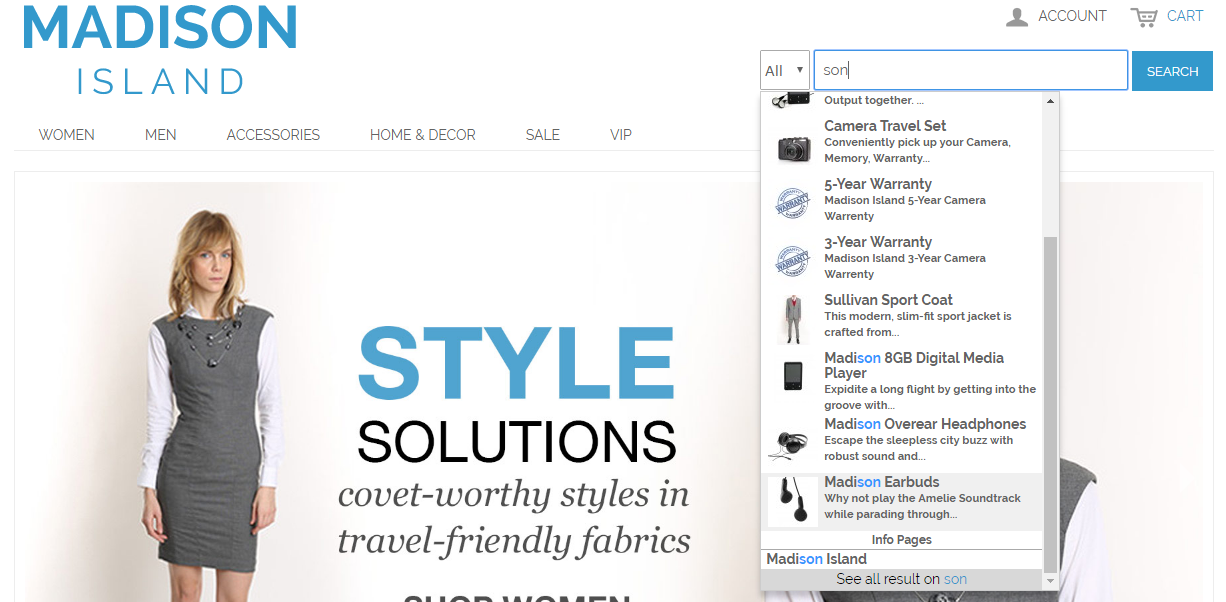 MADISON
ISLAND
ACCOUNT
CART
All
son
SEARCH
WOMEN
MEN
ACCESSORIES
HOME & DECOR
SALE
VIP
Output together. ...
Camera Travel Set
Conveniently pick up your Camera,
Memory, Warranty...
5-Year Warranty
Madison Island 5-Year Camera
Warrenty
3-Year Warranty
Madison Island 3-Year Camera
Warrenty
Sullivan Sport Coat
This modern, slim-fit sport jacket is
crafted from...
Madison 8GB Digital Media
Player
Expidite a long flight by getting into the
groove with...
Madison Overear Headphones
Escape the sleepless city buzz with
robust sound and...
Madison Earbuds
Why not play the Amelie Soundtrack
while parading through...
Info Pages
Madison Island
See all result on son
STYLE
SOLUTIONS
covet-worthy styles in
travel-friendly fabrics
SHOP WOMEN